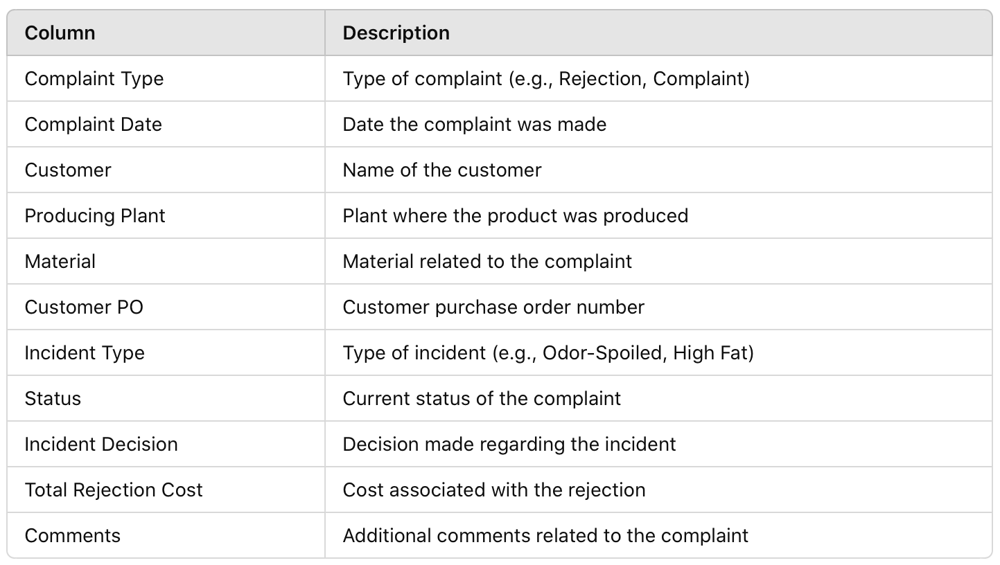 Column Description
Complaint Type Type of complaint (e.g., Rejection, Complaint)
Complaint Date Date the complaint was made
Customer Name of the customer
Producing Plant Plant where the product was produced
Material Material related to the complaint
Customer PO Customer purchase order number
Incident Type Type of incident (e.g., Odor-Spoiled, High Fat)
Status Current status of the complaint
Incident Decision Decision made regarding the incident
Total Rejection Cost Cost associated with the rejection
Comments Additional comments related to the complaint